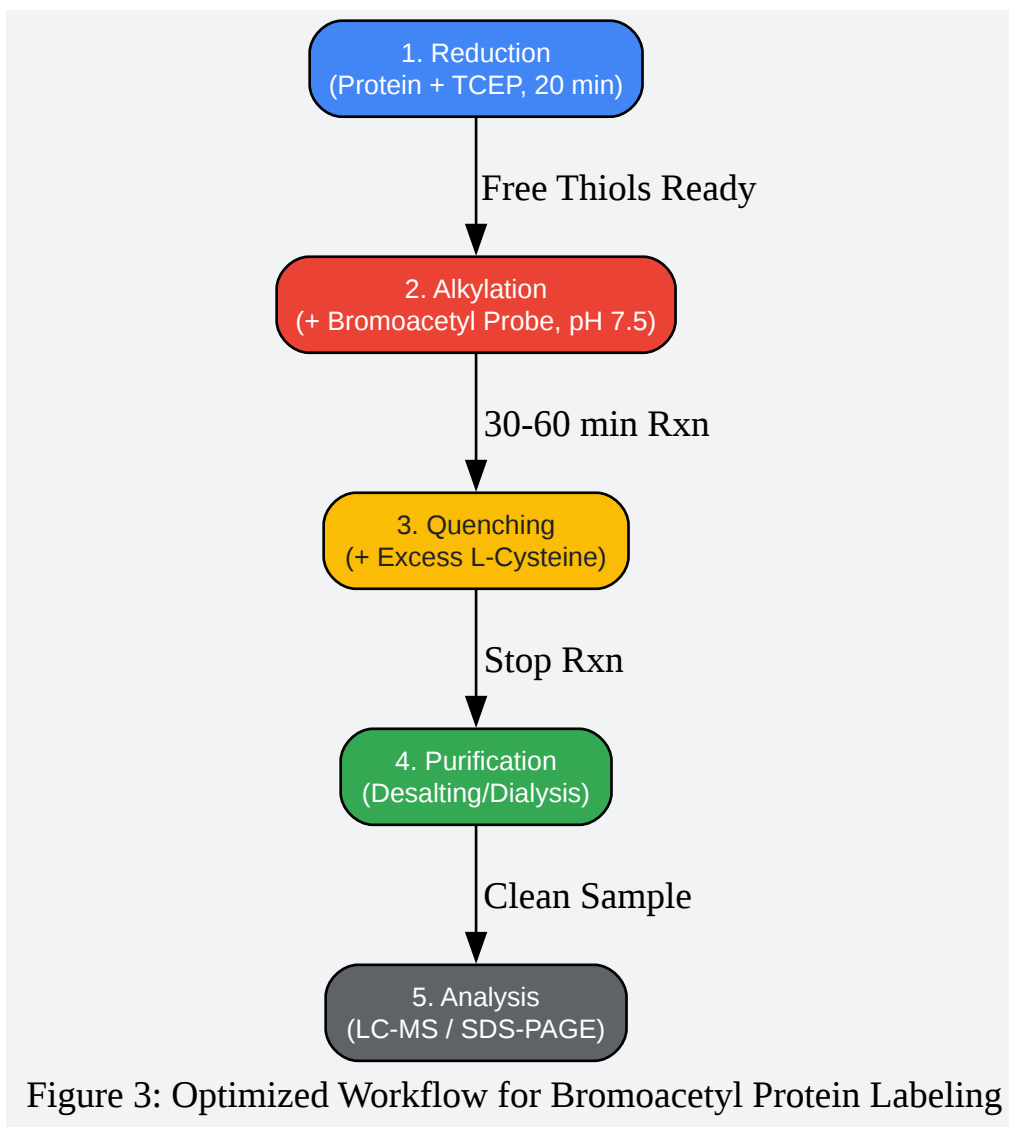 1. Reduction
(Protein + TCEP, 20 min)
Free Thiols Ready
2. Alkylation
(+ Bromoacetyl Probe, pH 7.5)
30-60 min Rxn
3. Quenching
(+ Excess L-Cysteine)
Stop Rxn
4. Purification
(Desalting/Dialysis)
Clean Sample
5. Analysis
(LC-MS / SDS-PAGE)
Figure 3: Optimized Workflow for Bromoacetyl Protein Labeling